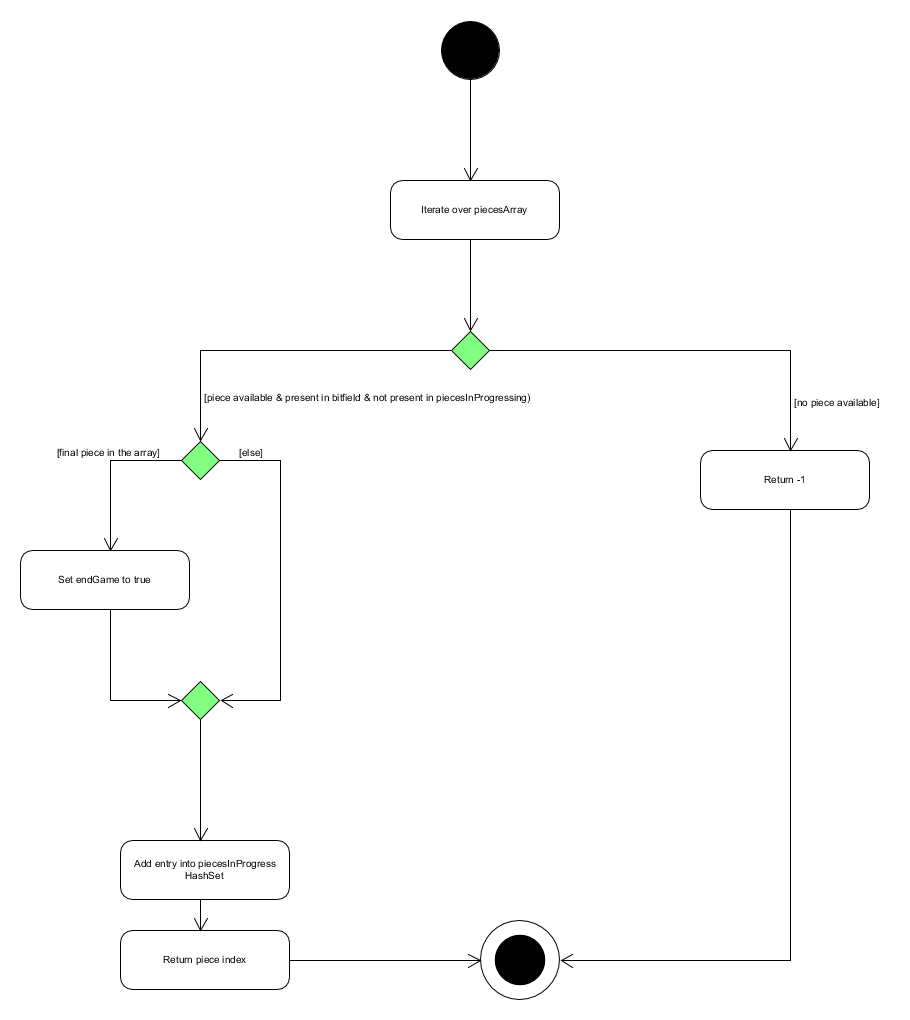 Iterate over piecesArray
[piece available & present in bitfield & not present in piecesInProgressing)
[no piece available]
[final piece in the array]
[else]
Return -1
Set endGame to true
Add entry into piecesInProgress
HashSet
Return piece index